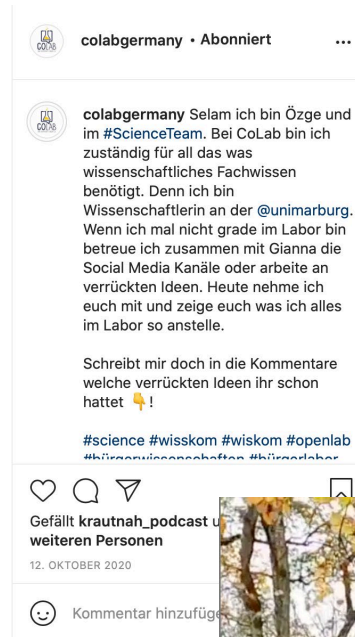 colabgermany • Abonniert
colabgermany Selam ich bin Özge und
im #ScienceTeam. Bei CoLab bin ich
zuständig für all das was
wissenschaftliches Fachwissen
benötigt. Denn ich bin
Wissenschaftlerin an der @unimarburg.
Wenn ich mal nicht grade im Labor bin
betreue ich zusammen mit Gianna die
Social Media Kanäle oder arbeite an
verrückten Ideen. Heute nehme ich
euch mit und zeige euch was ich alles
im Labor so anstelle.
Schreibt mir doch in die Kommentare
welche verrückten Ideen ihr schon
hattet 👇!
#science #wisskom #wiskom #openlab
#bürgerwissenschaften #bürgerlabor
Gefällt krautnah_podcast u
weiteren Personen
12. OKTOBER 2020
Kommentar hinzufüge